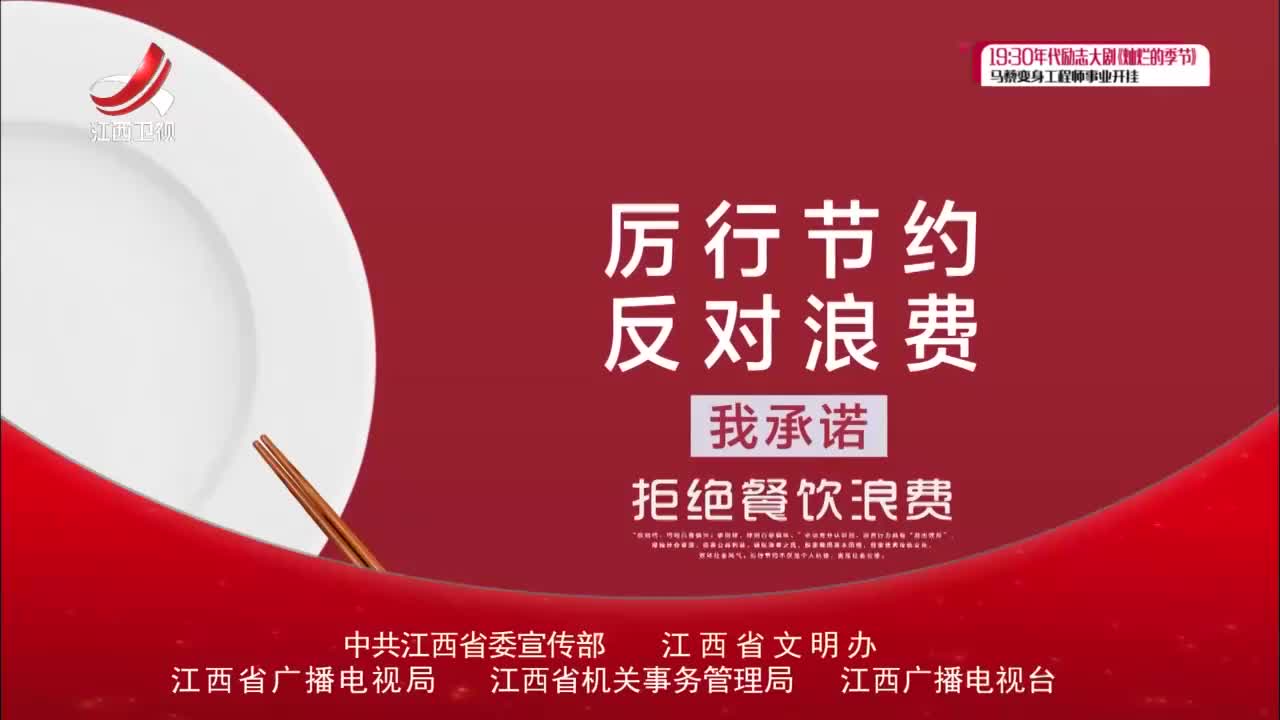 江西卫视
19:30年代励志大剧《灿烂的季节》
马藜变身工程师事业开挂
厉行节约
反对浪费
我承诺
拒绝餐饮浪费
中共江西省委宣传部 江西省文明办
江西省广播电视局 江西省机关事务管理局 江西广播电视台